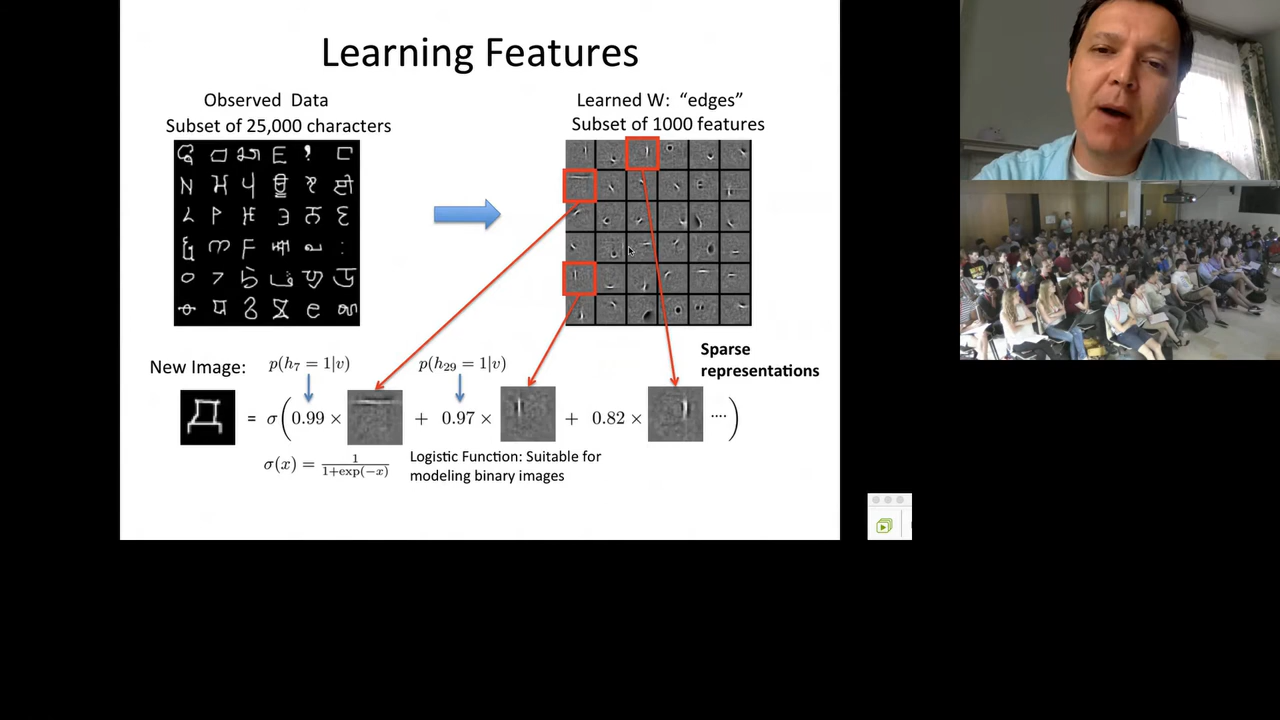 Learning Features
Observed Data
Subset of 25,000 characters
Learned W: “edges”
Subset of 1000 features
New Image:
p(h₇ = 1|v)
p(h₂₉ = 1|v)
Sparse
representations
= σ(0.99 × + 0.97 × + 0.82 × ....)
σ(x) = 1/(1+exp(−x))
Logistic Function: Suitable for
modeling binary images